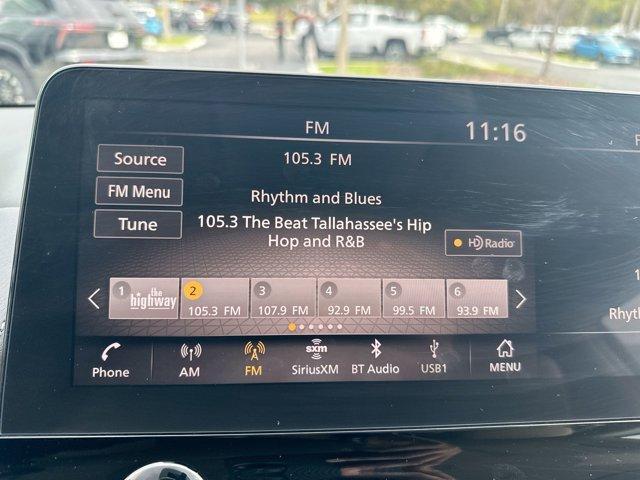 FM
11:16
Source
105.3 FM
FM Menu
Rhythm and Blues
Tune
105.3 The Beat Tallahassee's Hip
Hop and R&B
HD Radio
1 the highway
2 105.3 FM
3 107.9 FM
4 92.9 FM
5 99.5 FM
6 93.9 FM
Phone
AM
FM
sxm
SiriusXM
BT Audio
USB1
MENU